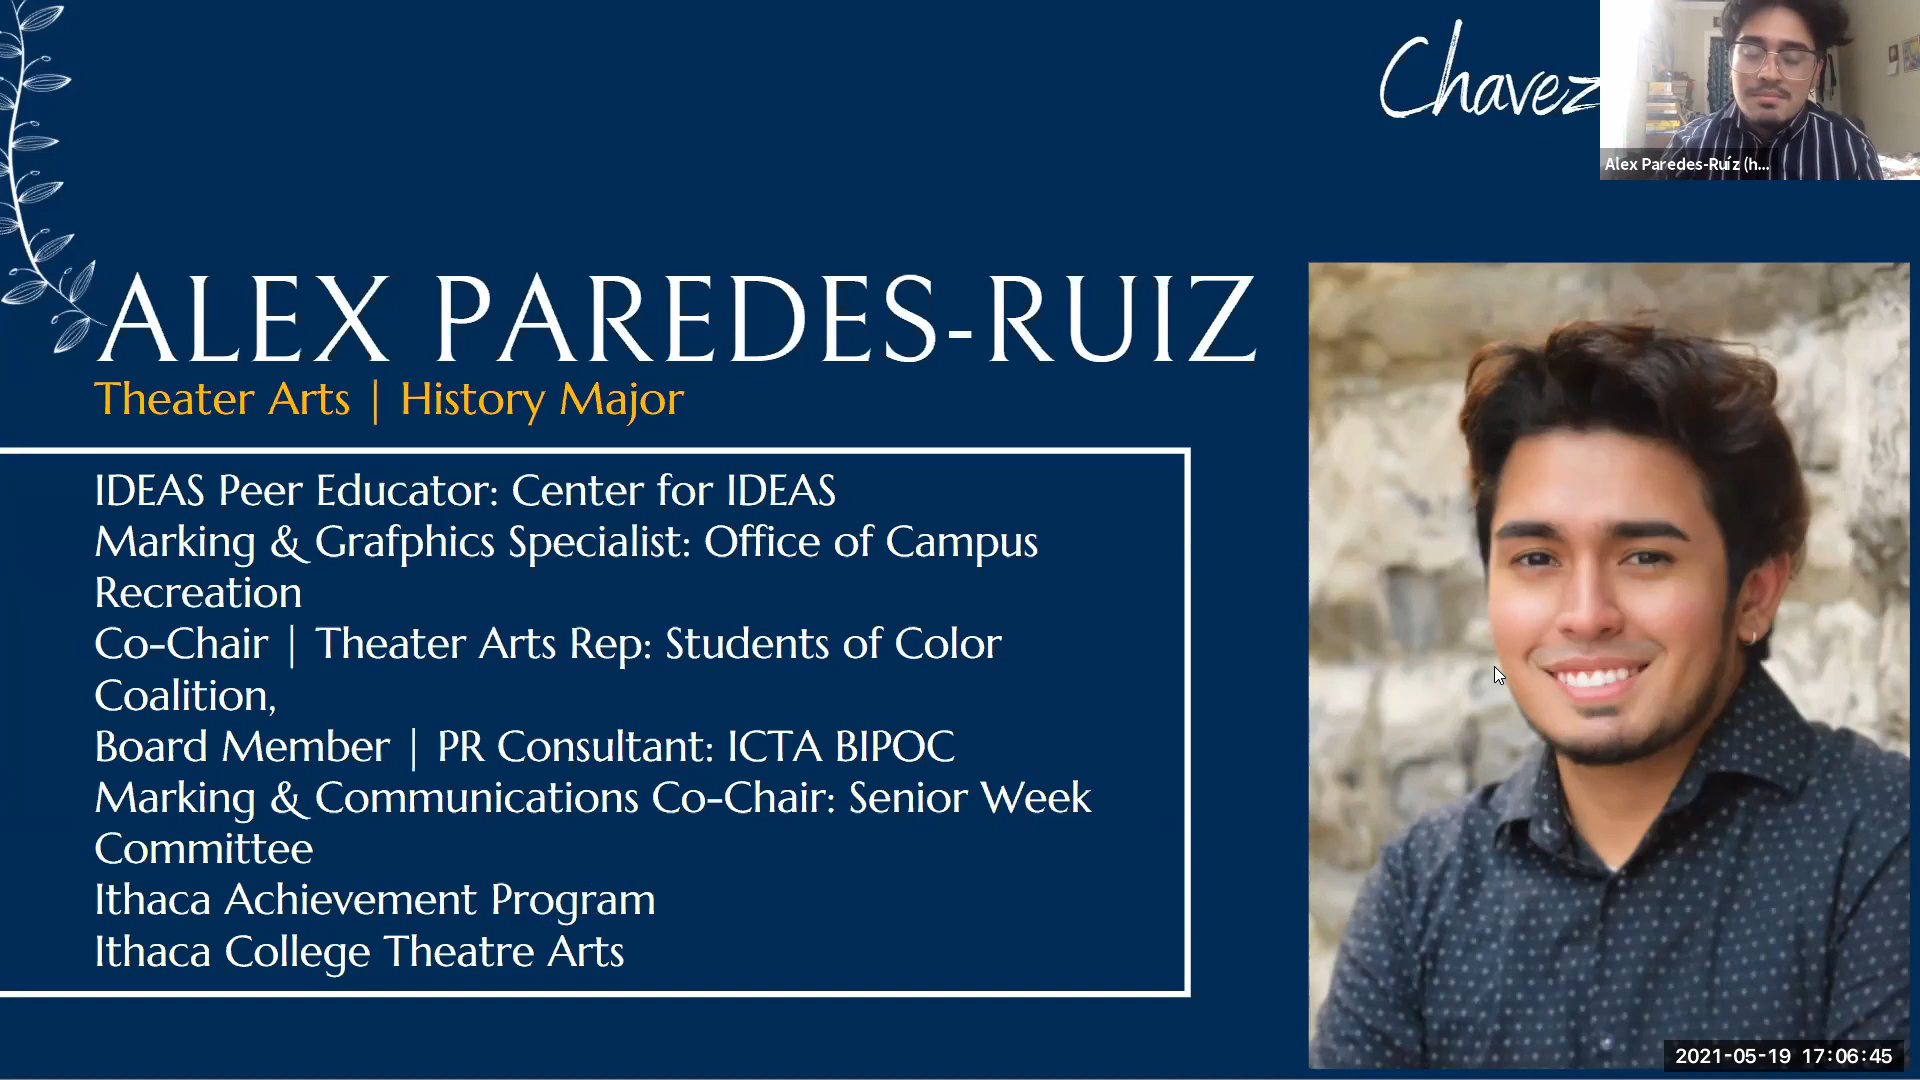 Chavez
Alex Paredes-Ruíz (h...
ALEX PAREDES-RUIZ
Theater Arts | History Major
IDEAS Peer Educator: Center for IDEAS
Marking & Grafphics Specialist: Office of Campus
Recreation
Co-Chair | Theater Arts Rep: Students of Color
Coalition,
Board Member | PR Consultant: ICTA BIPOC
Marking & Communications Co-Chair: Senior Week
Committee
Ithaca Achievement Program
Ithaca College Theatre Arts
2021-05-19 17:06:45